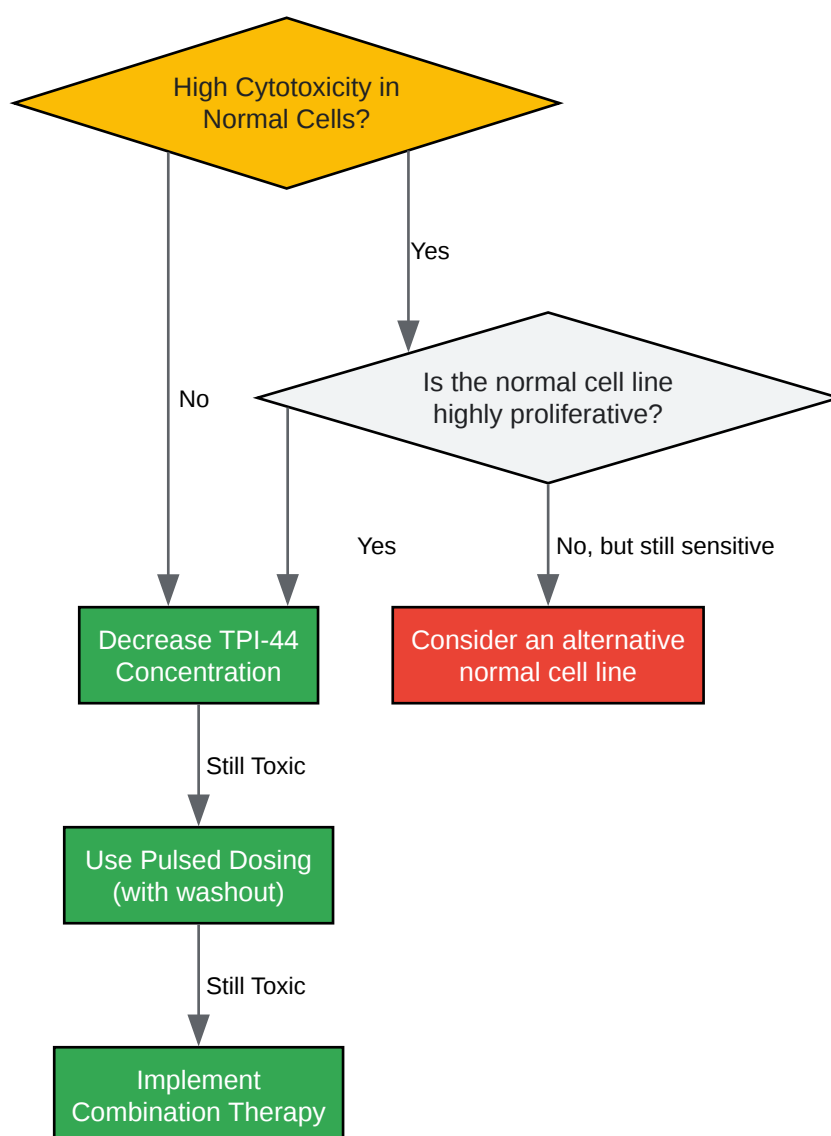 High Cytotoxicity in
Normal Cells?
Yes
Is the normal cell line
highly proliferative?
No
Yes
No, but still sensitive
Decrease TPI-44
Concentration
Consider an alternative
normal cell line
Still Toxic
Use Pulsed Dosing
(with washout)
Still Toxic
Implement
Combination Therapy